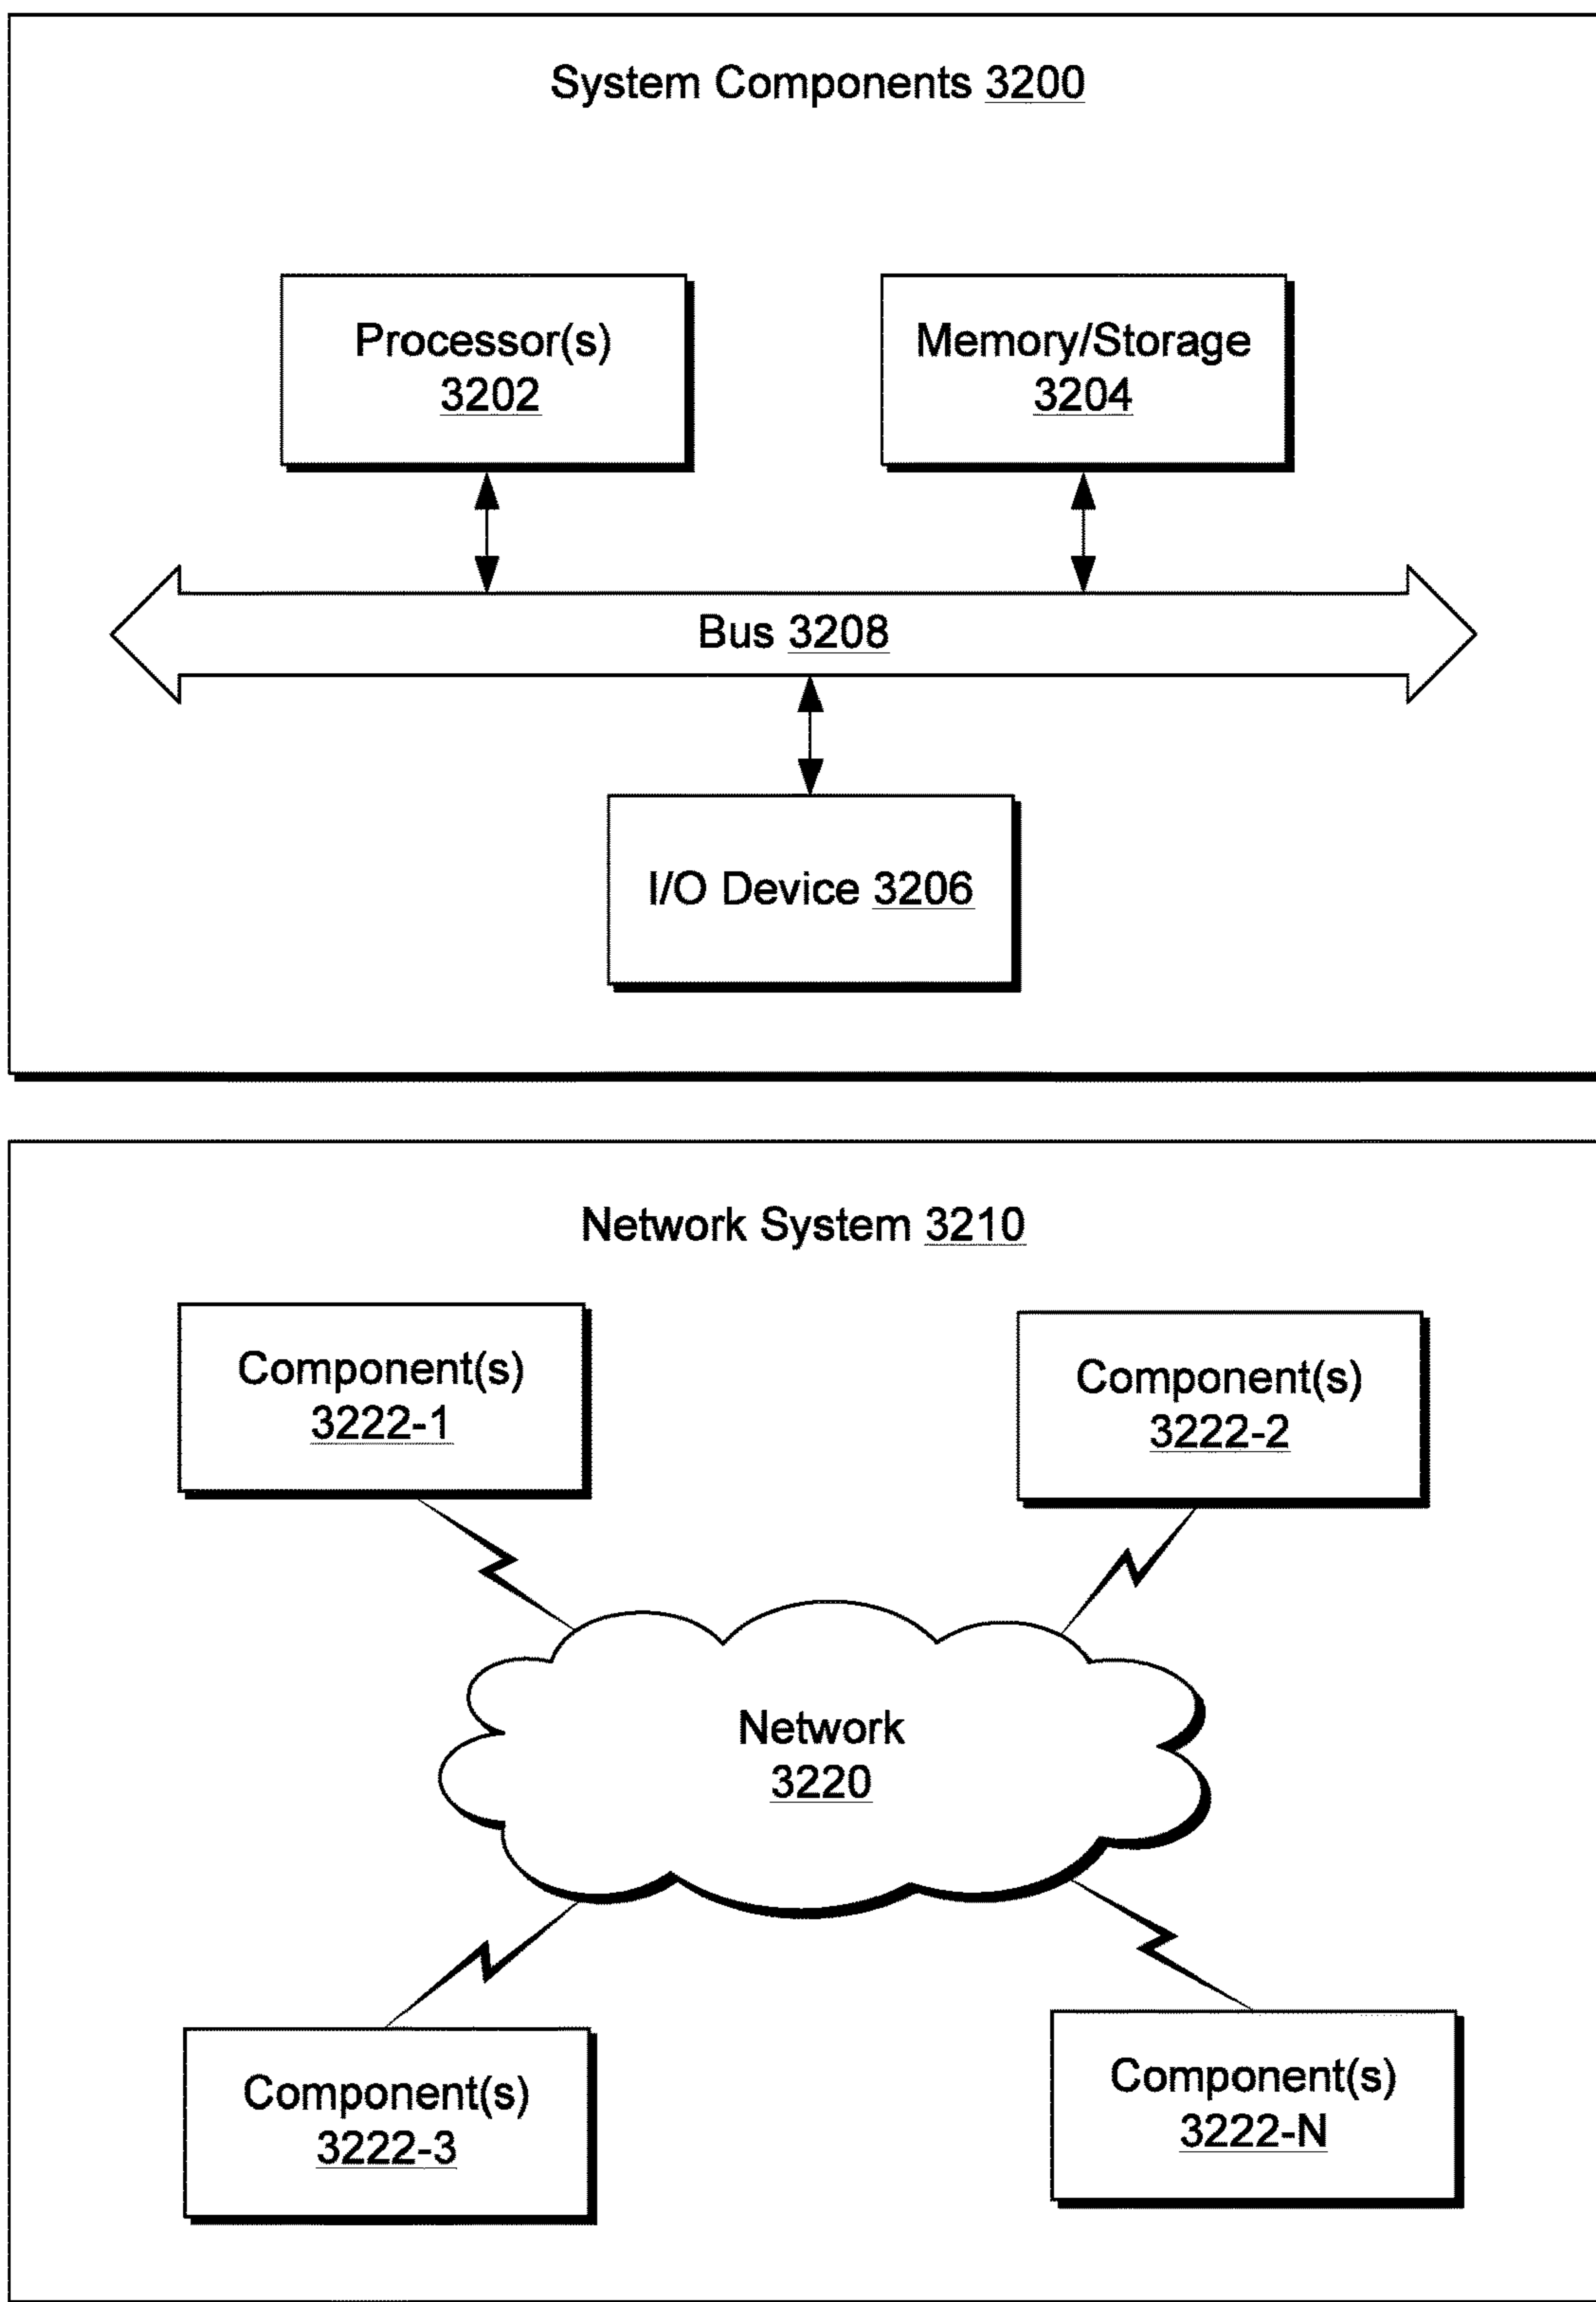 System Components 3200
Processor(s)
3202
Memory/Storage
3204
Bus 3208
I/O Device 3206
Network System 3210
Component(s)
3222-1
Component(s)
3222-2
Network
3220
Component(s)
3222-3
Component(s)
3222-N